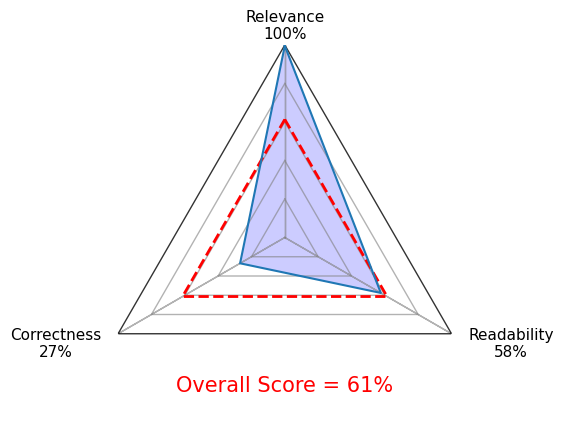 Relevance
100%
Correctness
27%
Readability
58%
Overall Score = 61%